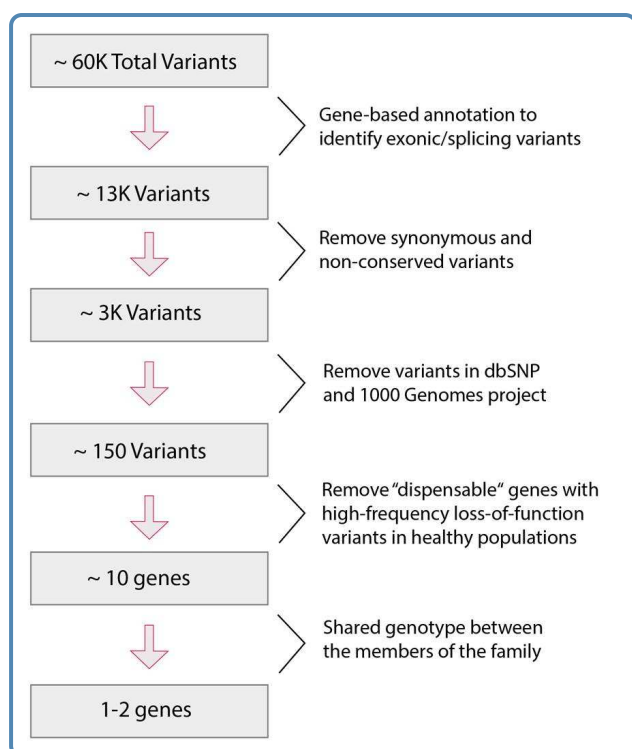 ~ 60K Total Variants
Gene-based annotation to
identify exonic/splicing variants
~ 13K Variants
Remove synonymous and
non-conserved variants
~ 3K Variants
Remove variants in dbSNP
and 1000 Genomes project
~ 150 Variants
Remove “dispensable“ genes with
high-frequency loss-of-function
variants in healthy populations
~ 10 genes
Shared genotype between
the members of the family
1-2 genes